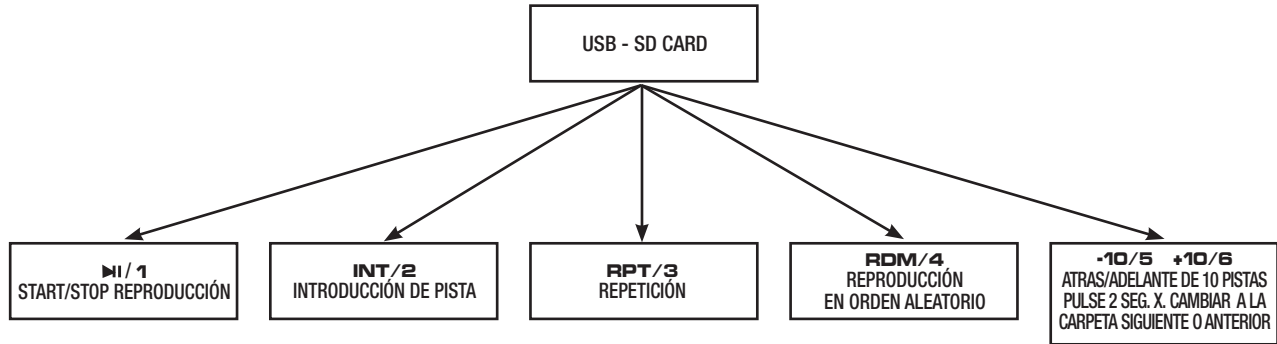 USB - SD CARD
⏯/1
START/STOP REPRODUCCIÓN
INT/2
INTRODUCCIÓN DE PISTA
RPT/3
REPETICIÓN
RDM/4
REPRODUCCIÓN
EN ORDEN ALEATORIO
-10/5 +10/6
ATRAS/ADELANTE DE 10 PISTAS
PULSE 2 SEG. X. CAMBIAR A LA
CARPETA SIGUIENTE O ANTERIOR